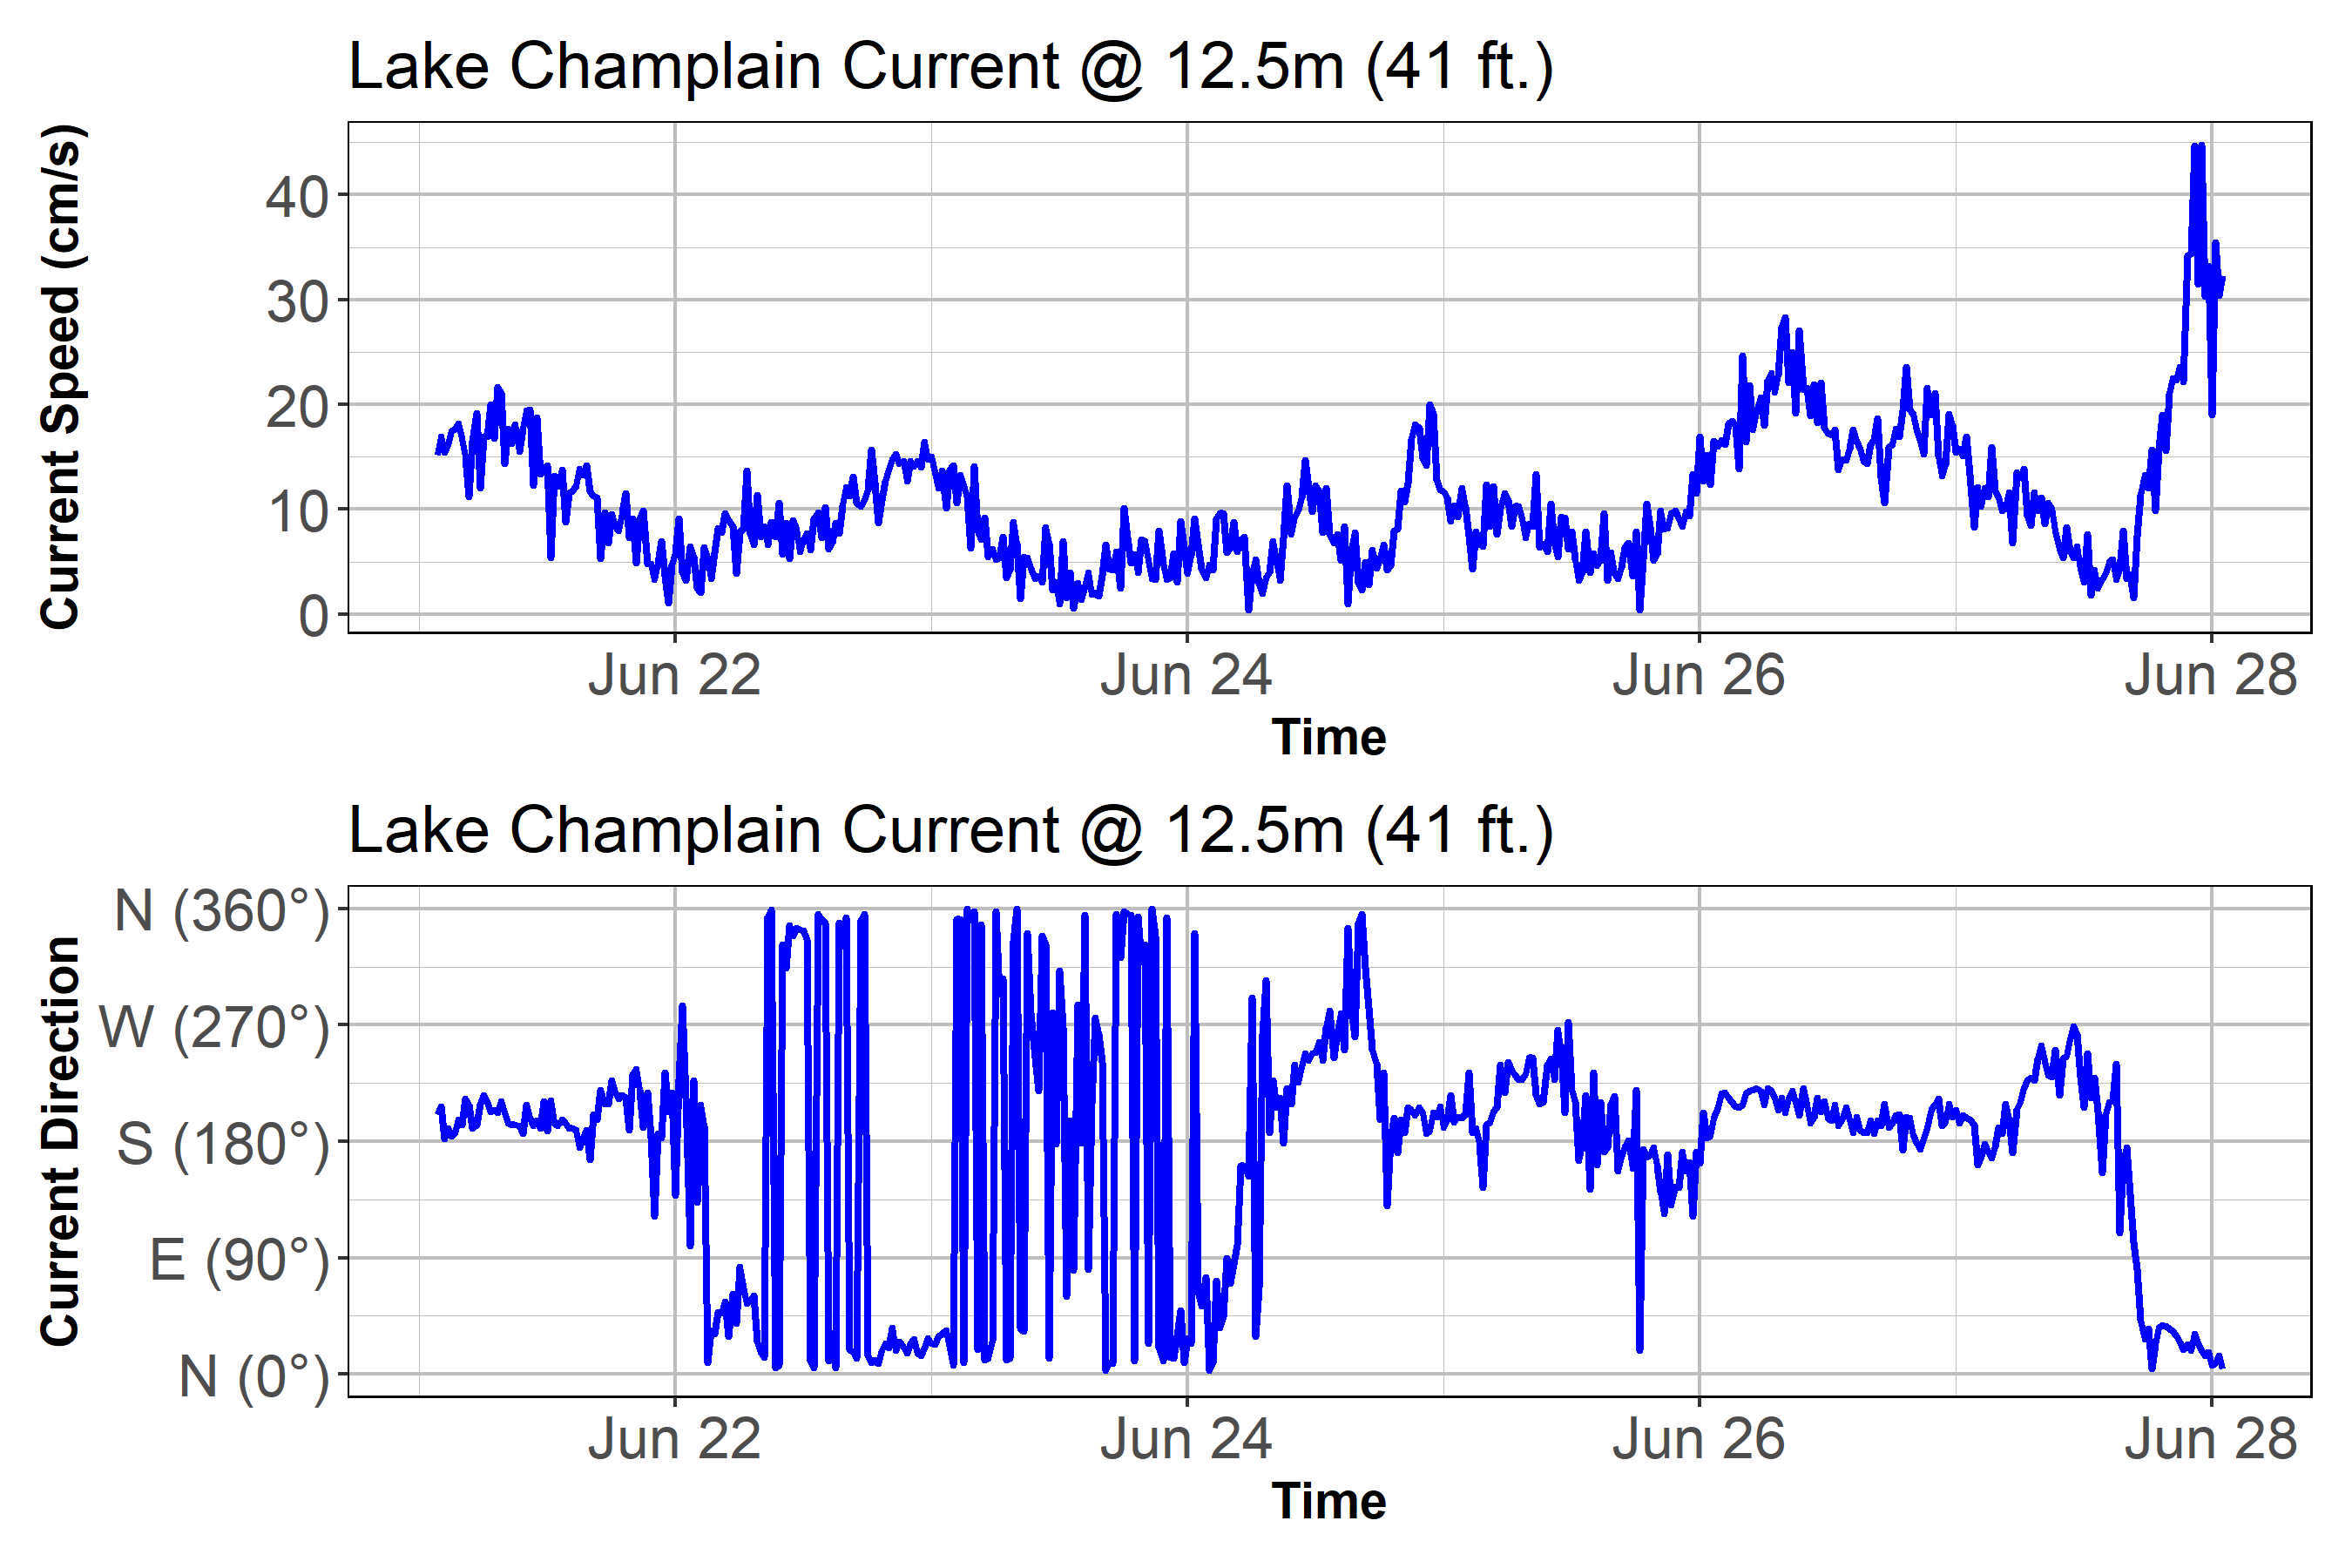 Lake Champlain Current @ 12.5m (41 ft.)
Current Speed (cm/s)
40
30
20
10
0
Jun 22 Jun 24 Jun 26 Jun 28
Time
Lake Champlain Current @ 12.5m (41 ft.)
Current Direction
N (360°)
W (270°)
S (180°)
E (90°)
N (0°)
Jun 22 Jun 24 Jun 26 Jun 28
Time